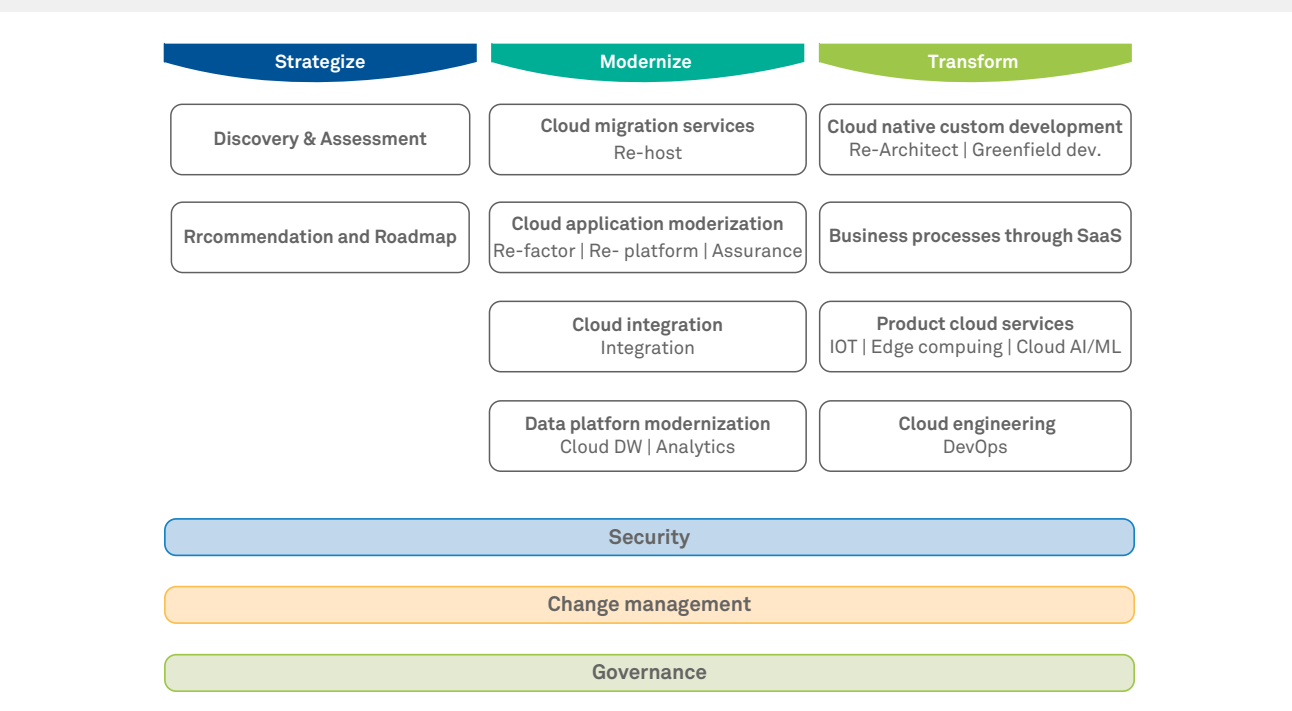 Strategize
Modernize
Transform
Discovery & Assessment
Cloud migration services
Re-host
Cloud native custom development
Re-Architect | Greenfield dev.
Rrcommendation and Roadmap
Cloud application moderization
Re-factor | Re- platform | Assurance
Business processes through SaaS
Cloud integration
Integration
Product cloud services
IOT | Edge compuing | Cloud AI/ML
Data platforn modernization
Cloud DW | Analytics
Cloud engineering
DevOps
Security
Change management
Governance